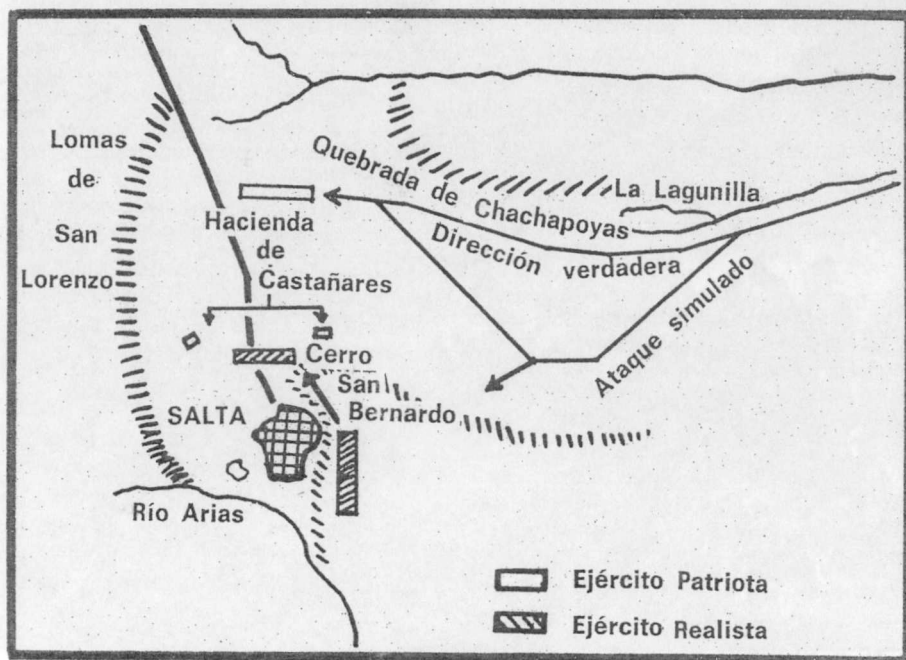 Lomas
de
San
Lorenzo
Quebrada de Chachapoyas
La Lagunilla
Dirección verdadera
Hacienda
de
Castañares
Ataque simulado
Cerro
San
Bernardo
SALTA
Río Arias
Ejército Patriota
Ejército Realista